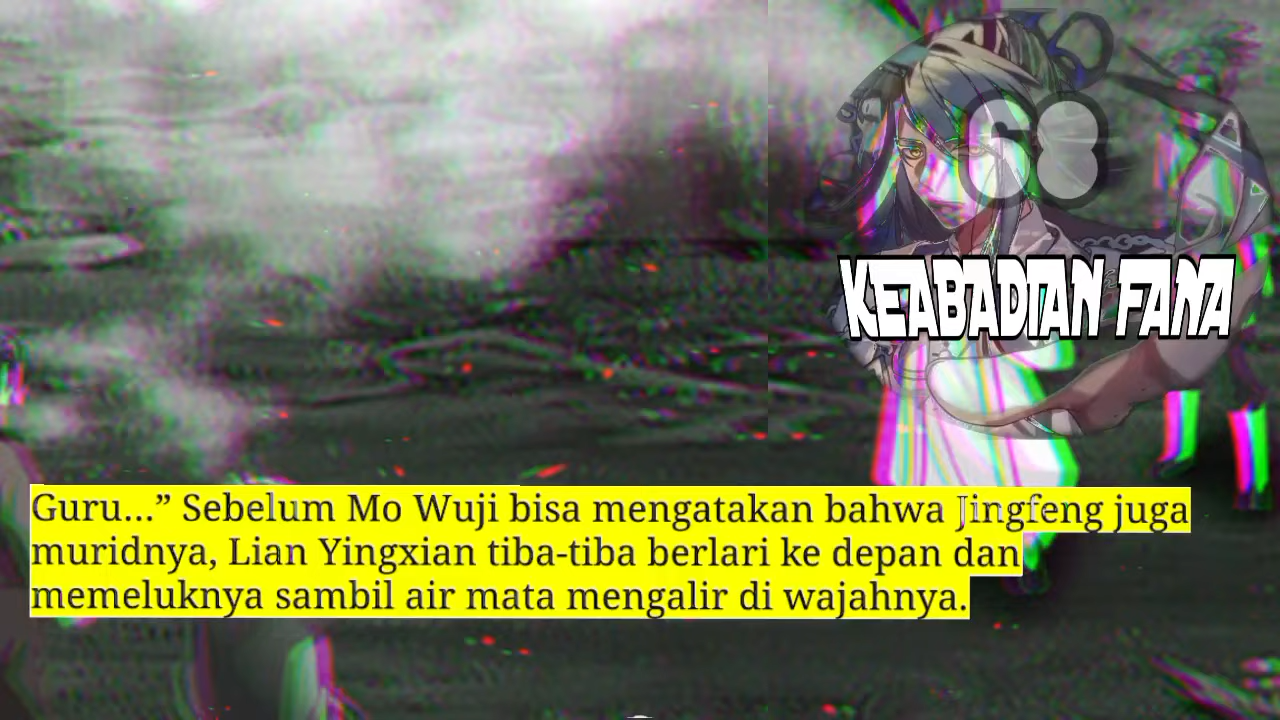 68
KEABADIAN FANA
Guru...” Sebelum Mo Wuji bisa mengatakan bahwa Jingfeng juga
muridnya, Lian Yingxian tiba-tiba berlari ke depan dan
memeluknya sambil air mata mengalir di wajahnya.